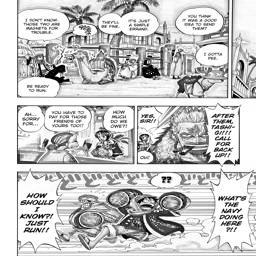 I DON'T
KNOW THOSE
TWO ARE
MAGNETS FOR
TROUBLE.
THEY'LL
BE FINE.
IT'S JUST
A SIMPLE
ERRAND.
YOU THINK
IT WAS A GOOD
IDEA TO SEND
THEM?
I GOTTA
PEE.
BE READY
TO RUN.
AH...
SORRY
FOR...
YOU HAVE TO
PAY FOR THOSE
FRIENDS OF
YOURS TOO!!
HOW
MUCH DO
WE OWE?!
YES,
SIR!!
OU!
AFTER
THEM,
TASHI-
GI!!!
CALL
FOR
BACK
UP!!
??
HOW
SHOULD
I
KNOW?!
JUST
RUN!!
WHAT'S
THE
NAVY
DOING
HERE
?!!